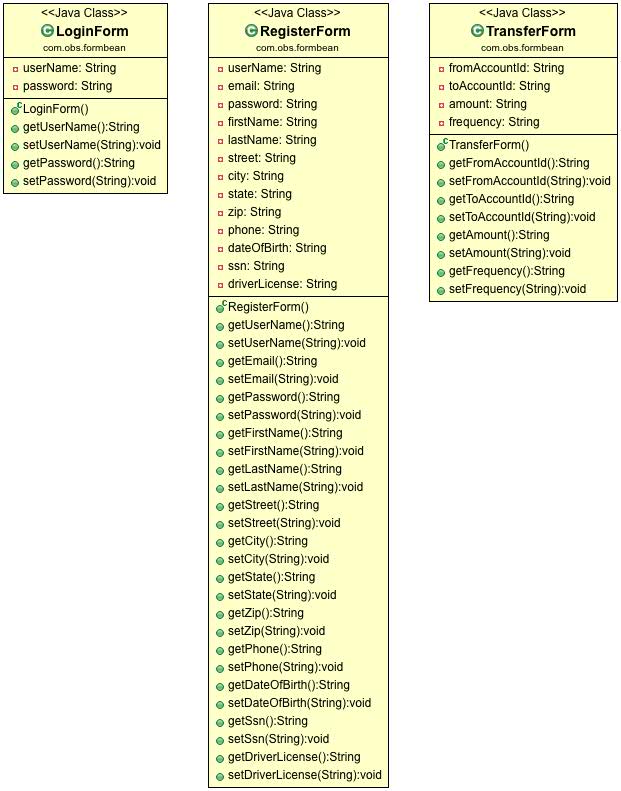 <<Java Class>>
LoginForm
com.obs.formbean
userName: String
password: String
LoginForm()
getUserName():String
setUserName(String):void
getPassword():String
setPassword(String):void
<<Java Class>>
RegisterForm
com.obs.formbean
userName: String
email: String
password: String
firstName: String
lastName: String
street: String
city: String
state: String
zip: String
phone: String
dateOfBirth: String
ssn: String
driverLicense: String
RegisterForm()
getUserName():String
setUserName(String):void
getEmail():String
setEmail(String):void
getPassword():String
setPassword(String):void
getFirstName():String
setFirstName(String):void
getLastName():String
setLastName(String):void
getStreet():String
setStreet(String):void
getCity():String
setCity(String):void
getState():String
setState(String):void
getZip():String
setZip(String):void
getPhone():String
setPhone(String):void
getDateOfBirth():String
setDateOfBirth(String):void
getSsn():String
setSsn(String):void
getDriverLicense():String
setDriverLicense(String):void
<<Java Class>>
TransferForm
com.obs.formbean
fromAccountId: String
toAccountId: String
amount: String
frequency: String
TransferForm()
getFromAccountId():String
setFromAccountId(String):void
getToAccountId():String
setToAccountId(String):void
getAmount():String
setAmount(String):void
getFrequency():String
setFrequency(String):void